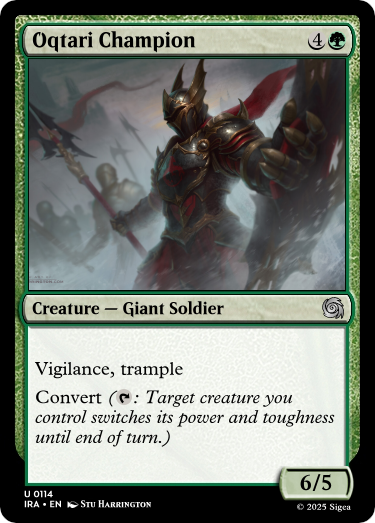 Oqtari Champion 4
Creature — Giant Soldier
Vigilance, trample
Convert (: Target creature you
control switches its power and toughness
until end of turn.)
6/5
U 0114
IRA • EN Stu Harrington
© 2025 Sigea